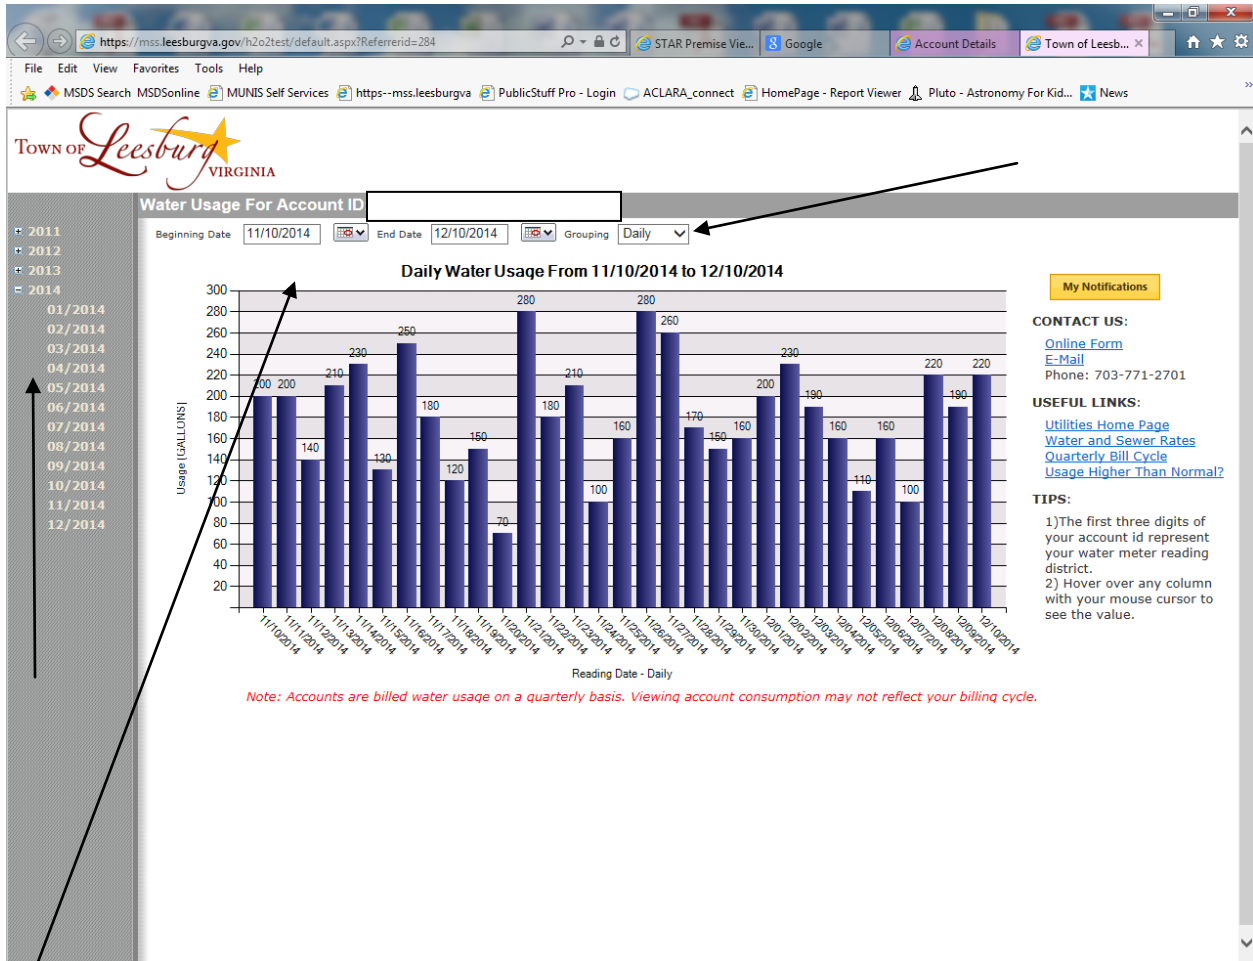 https://mss.leesburgva.gov/h2o2test/default.aspx?Referrerid=284
STAR Premise Vie...
Google
Account Details
Town of Leesb...
File Edit View Favorites Tools Help
MSDS Search MSDSonline MUNIS Self Services https--mss.leesburgva PublicStuff Pro - Login ACLARA_connect HomePage - Report Viewer Pluto - Astronomy For Kid... News
TOWN OF Leesburg
VIRGINIA
Water Usage For Account ID
Beginning Date 11/10/2014 End Date 12/10/2014 Grouping Daily
2011
2012
2013
2014
01/2014
02/2014
03/2014
04/2014
05/2014
06/2014
07/2014
08/2014
09/2014
10/2014
11/2014
12/2014
Daily Water Usage From 11/10/2014 to 12/10/2014
Usage [GALLONS]
300
280
260
240
220
200
180
160
140
120
100
80
60
40
20
200 200 140 210 230 130 250 180 120 150 70 280 180 210 100 160 280 260 170 150 160 200 230 190 160 110 160 100 220 190 220
11/10/2014 11/11/2014 11/12/2014 11/13/2014 11/14/2014 11/15/2014 11/16/2014 11/17/2014 11/18/2014 11/19/2014 11/20/2014 11/21/2014 11/22/2014 11/23/2014 11/24/2014 11/25/2014 11/26/2014 11/27/2014 11/28/2014 11/29/2014 11/30/2014 12/01/2014 12/02/2014 12/03/2014 12/04/2014 12/05/2014 12/06/2014 12/07/2014 12/08/2014 12/09/2014 12/10/2014
Reading Date - Daily
Note: Accounts are billed water usage on a quarterly basis. Viewing account consumption may not reflect your billing cycle.
My Notifications
CONTACT US:
Online Form
E-Mail
Phone: 703-771-2701
USEFUL LINKS:
Utilities Home Page
Water and Sewer Rates
Quarterly Bill Cycle
Usage Higher Than Normal?
TIPS:
1)The first three digits of
your account id represent
your water meter reading
district.
2) Hover over any column
with your mouse cursor to
see the value.